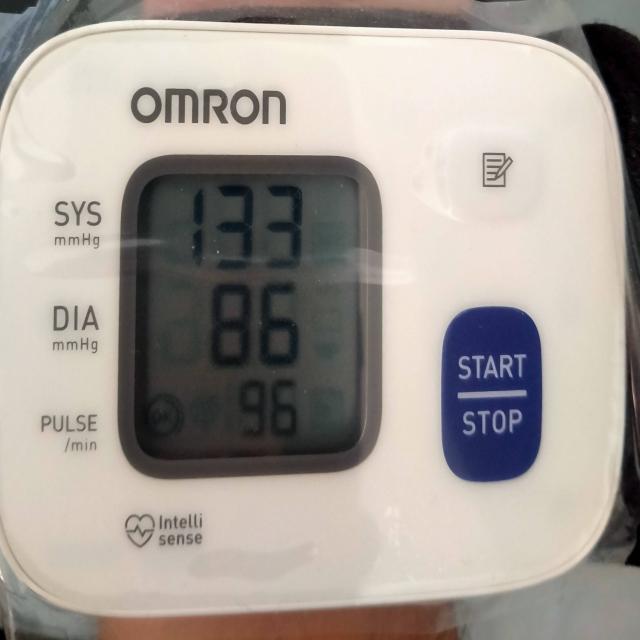 OMRON
SYS
mmHg
133
DIA
mmHg
86
PULSE
/min
96
START
STOP
Intelli
sense